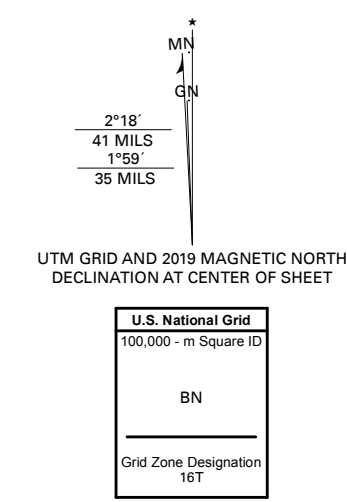 ★
MN
GN
2°18´
41 MILS
1°59´
35 MILS
UTM GRID AND 2019 MAGNETIC NORTH
DECLINATION AT CENTER OF SHEET
U.S. National Grid
100,000 - m Square ID
BN
Grid Zone Designation
16T